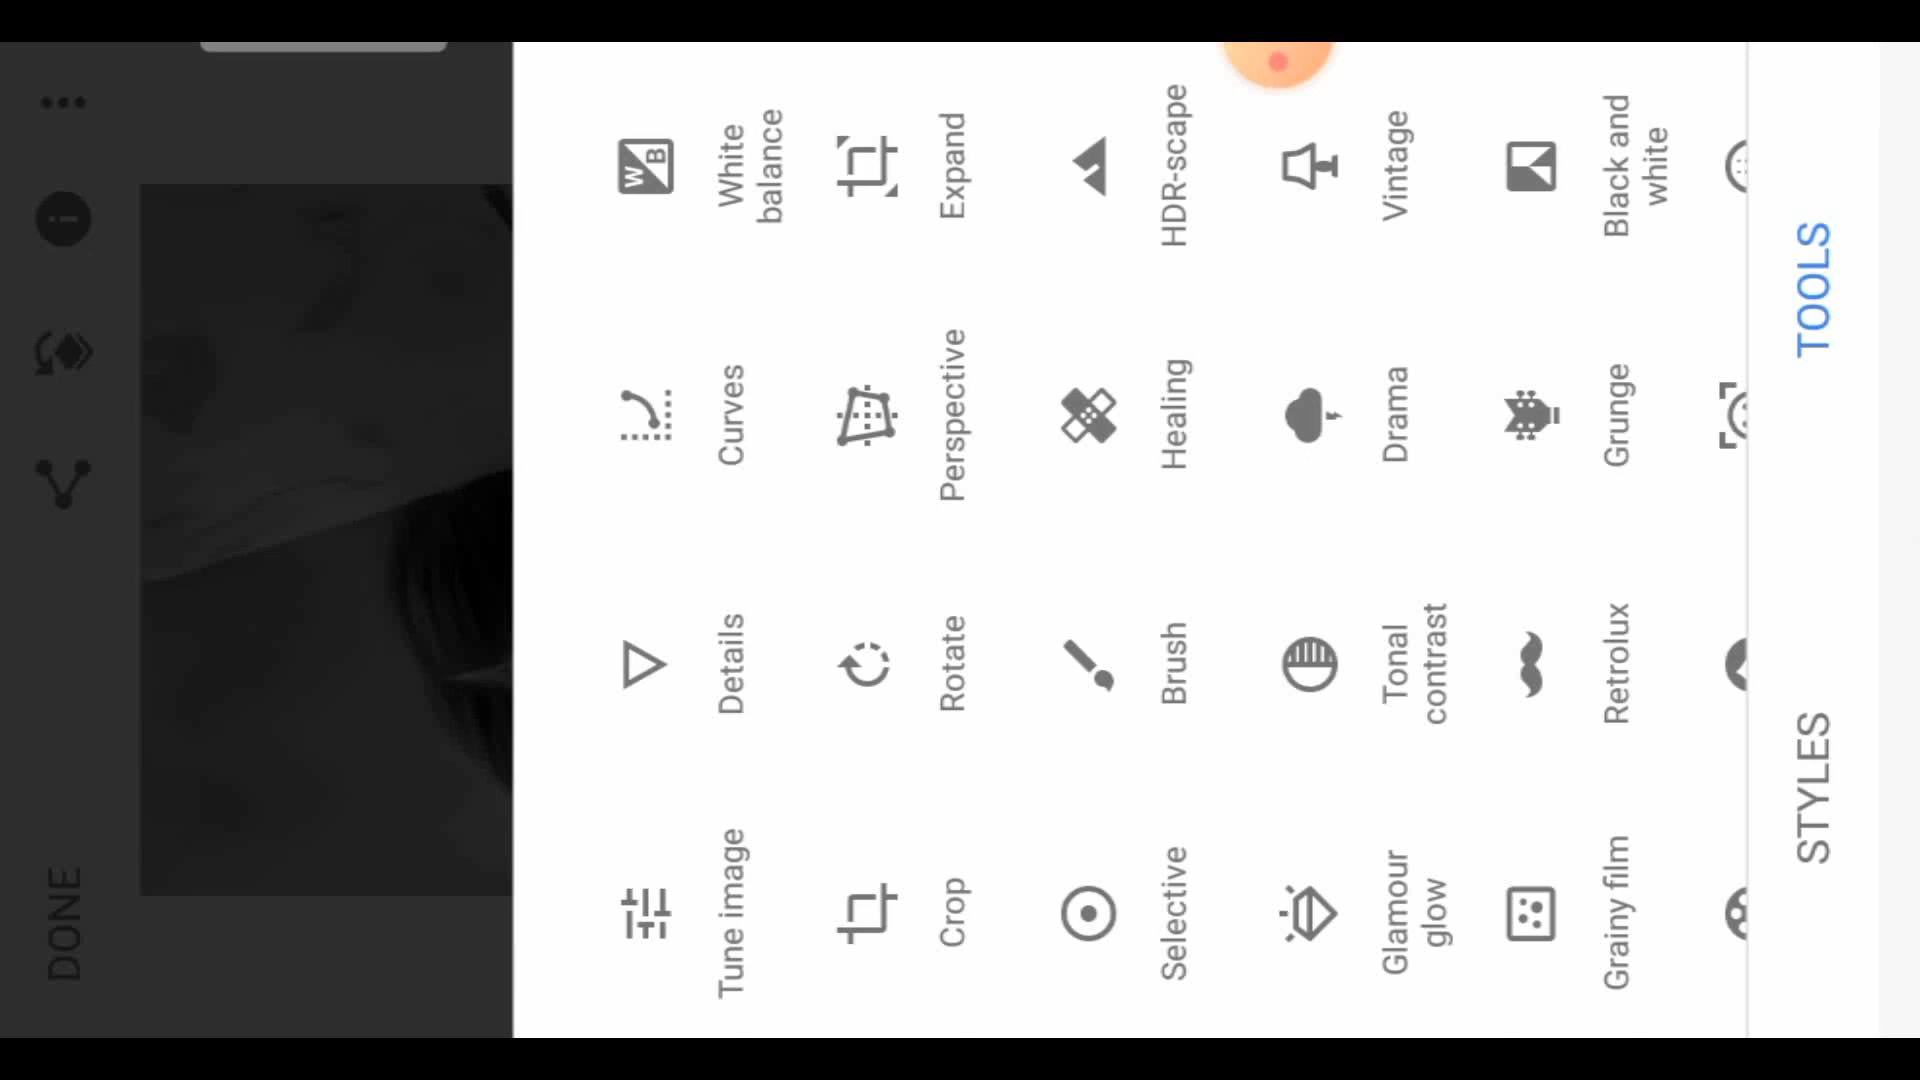 DONE
Tune image
Details
Curves
White
balance
Crop
Rotate
Perspective
Expand
Selective
Brush
Healing
HDR-scape
Glamour
glow
Tonal
contrast
Drama
Vintage
Grainy film
Retrolux
Grunge
Black and
white
STYLES
TOOLS